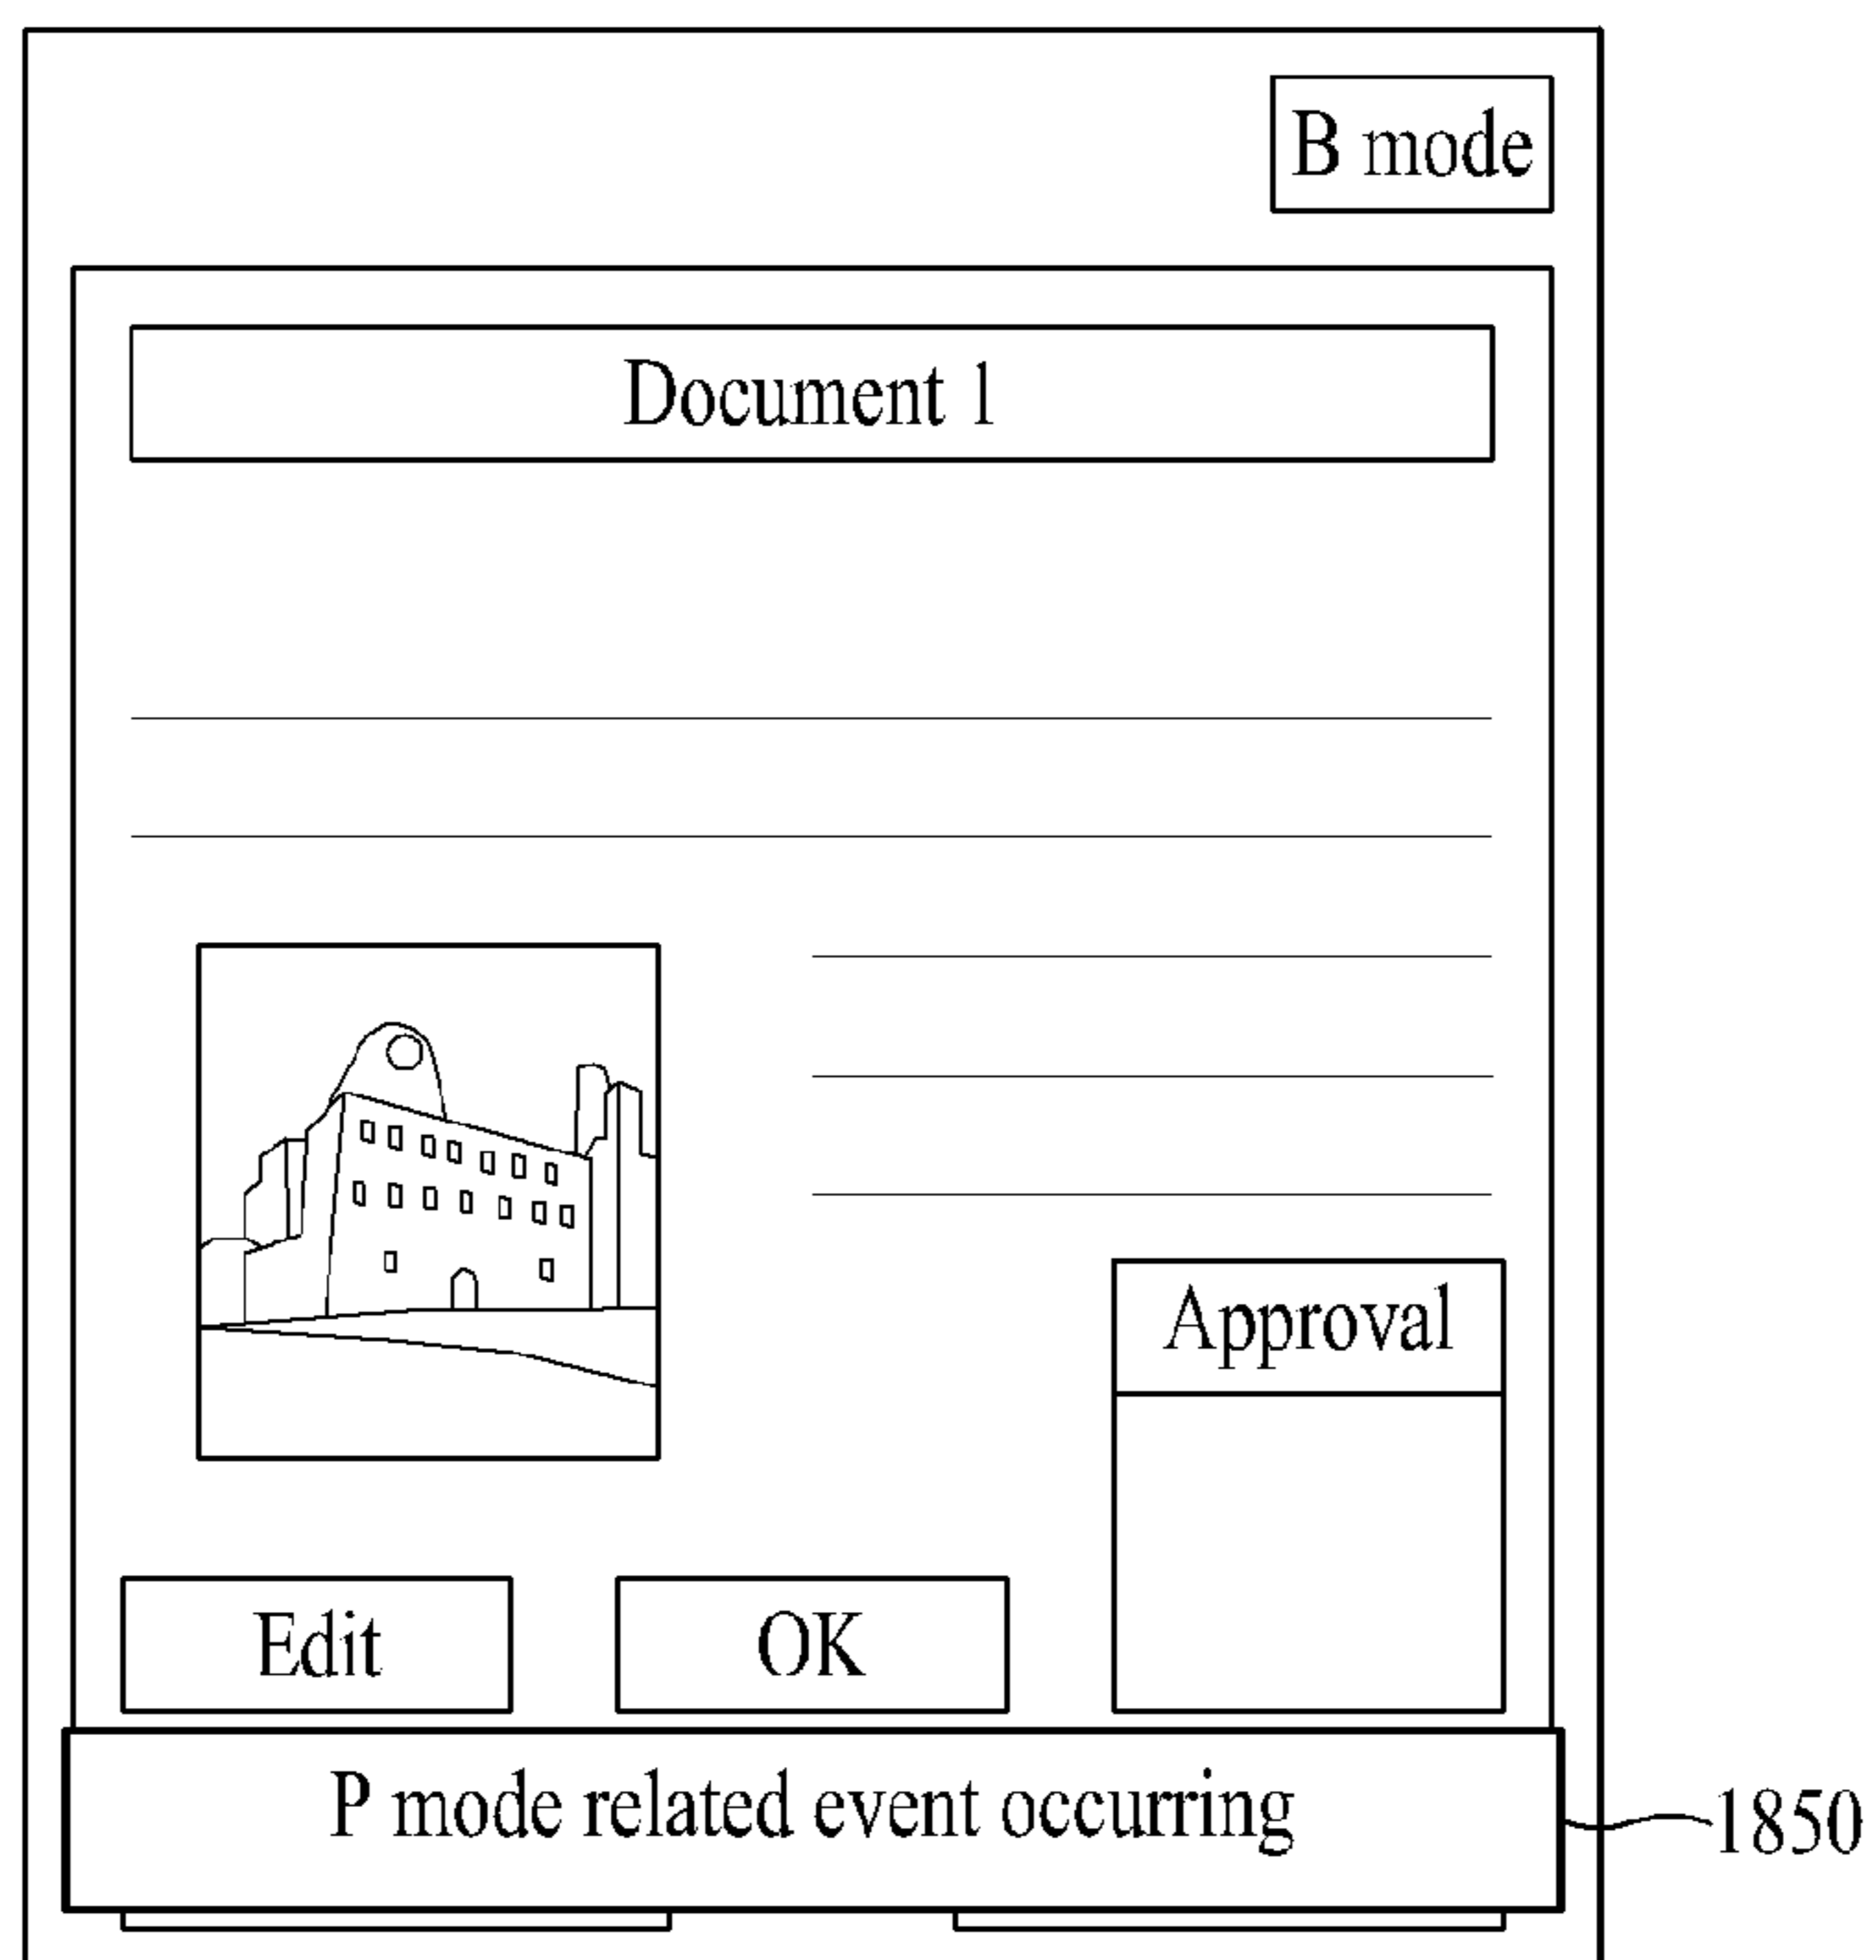 B mode
Document 1
Approval
Edit
OK
P mode related event occurring
1850